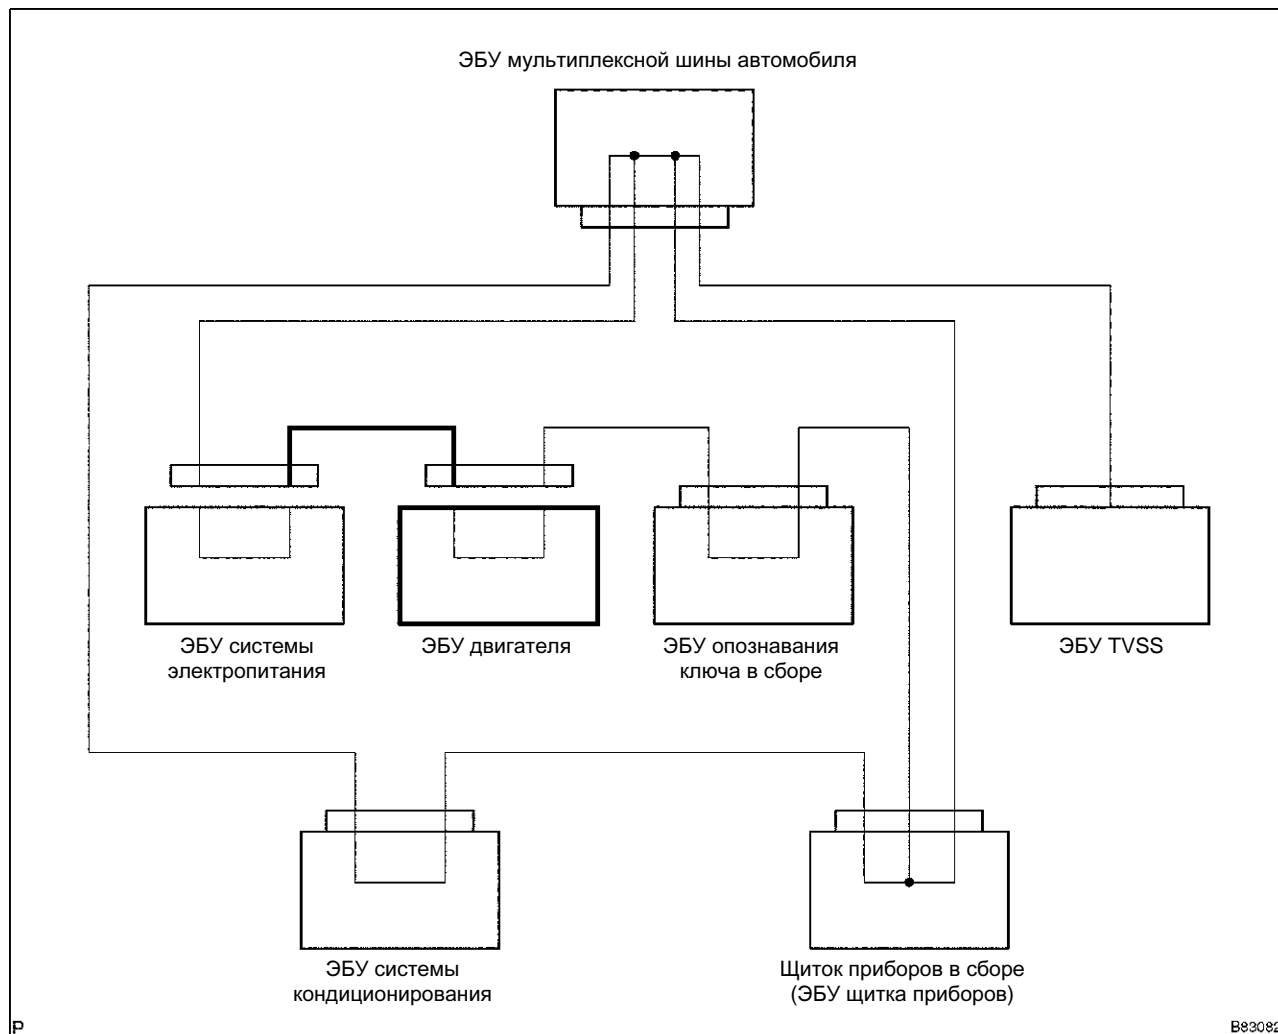 ЭБУ мультиплексной шины автомобиля
ЭБУ системы
электропитания
ЭБУ двигателя
ЭБУ опознавания
ключа в сборе
ЭБУ TVSS
ЭБУ системы
кондиционирования
Щиток приборов в сборе
(ЭБУ щитка приборов)
P
B83082